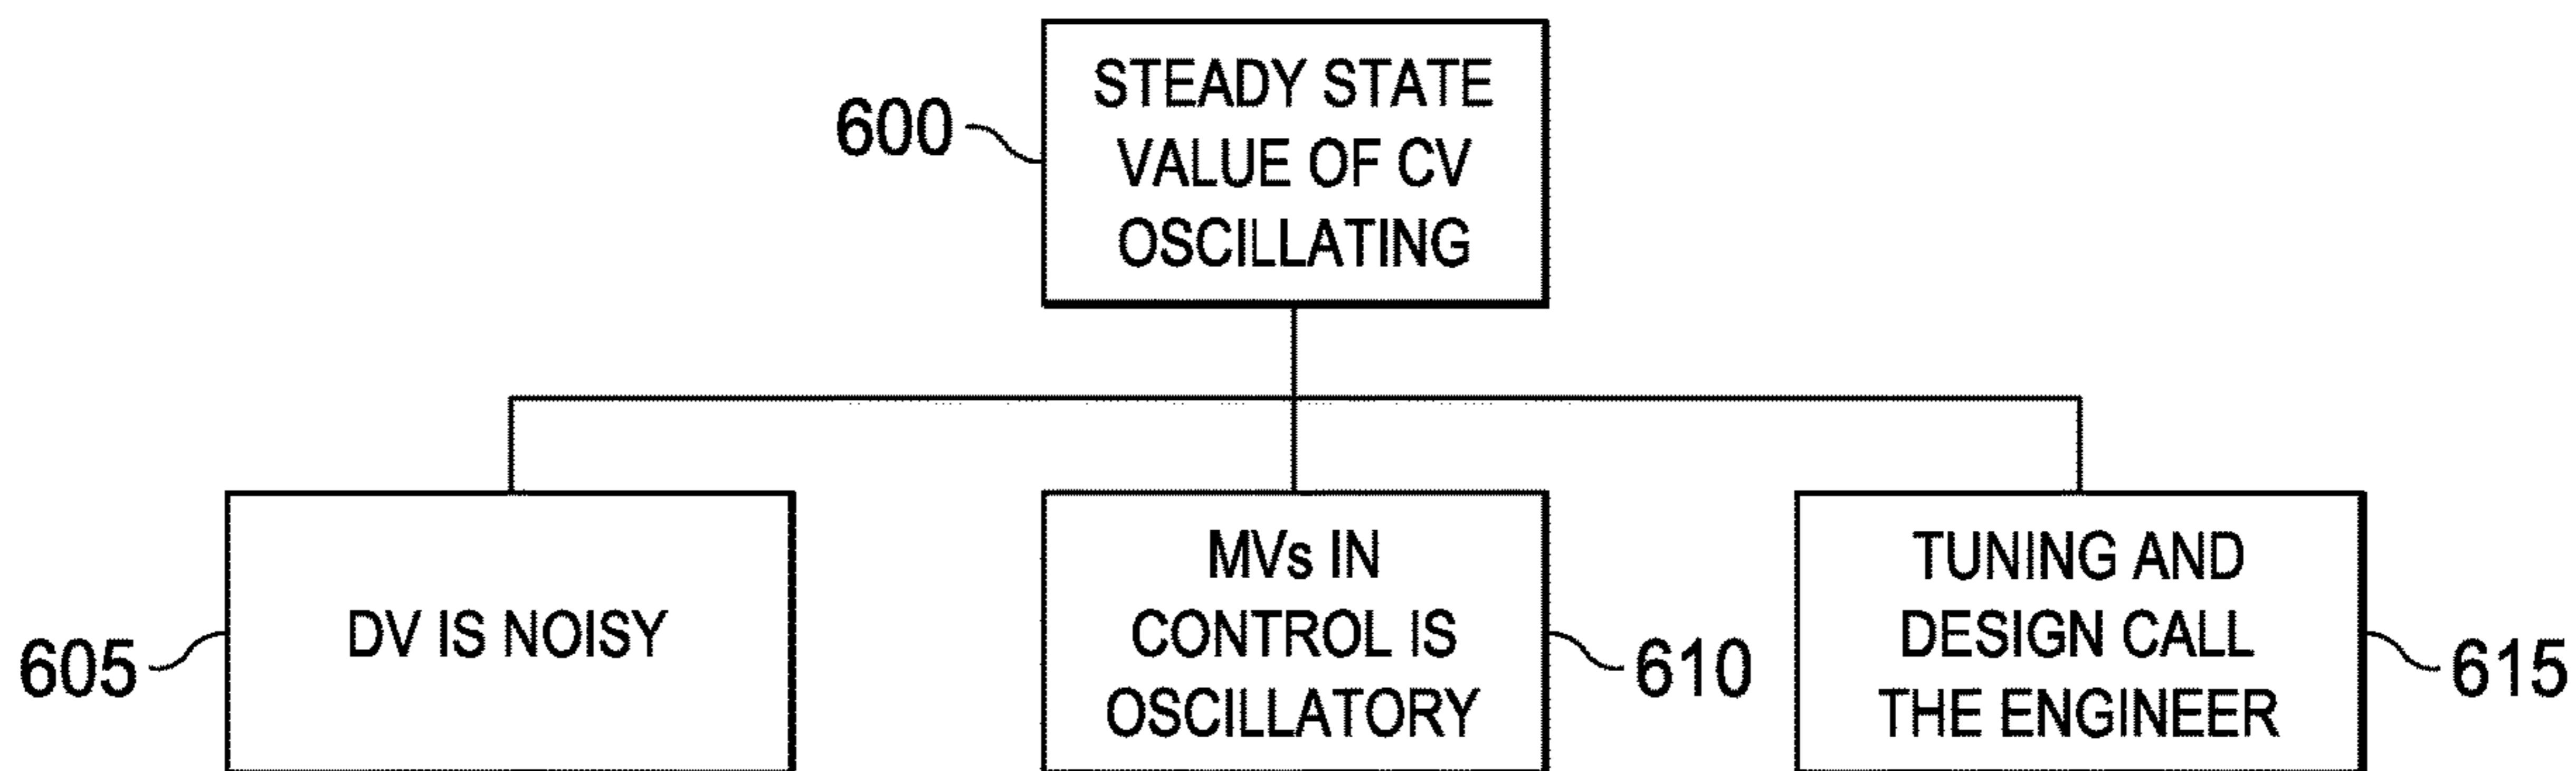 600
STEADY STATE
VALUE OF CV
OSCILLATING
605
DV IS NOISY
MVs IN
CONTROL IS
OSCILLATORY
610
TUNING AND
DESIGN CALL
THE ENGINEER
615